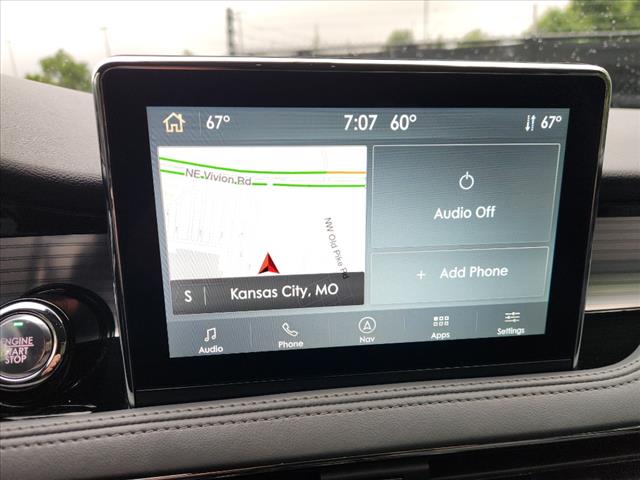 67° 7:07 60° 67°
NE Vivion Rd
NW Old Pike Rd
S Kansas City, MO
Audio Off
+ Add Phone
Audio Phone Nav Apps Settings
ENGINE
START
STOP